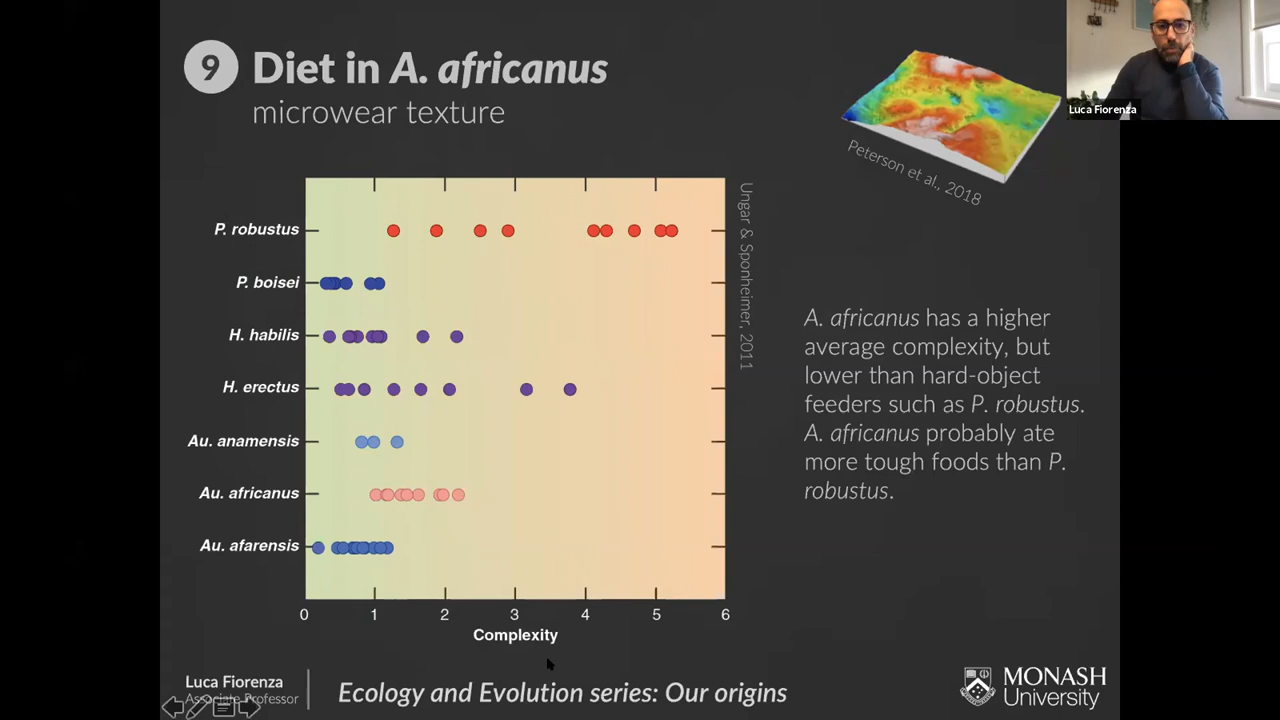 9 Diet in A. africanus
microwear texture
Luca Fiorenza
Peterson et al., 2018
P. robustus
P. boisei
H. habilis
H. erectus
Au. anamensis
Au. africanus
Au. afarensis
0 1 2 3 4 5 6
Complexity
Ungar & Sponheimer, 2011
A. africanus has a higher
average complexity, but
lower than hard-object
feeders such as P. robustus.
A. africanus probably ate
more tough foods than P.
robustus.
Luca Fiorenza
Associate Professor
Ecology and Evolution series: Our origins
MONASH
University